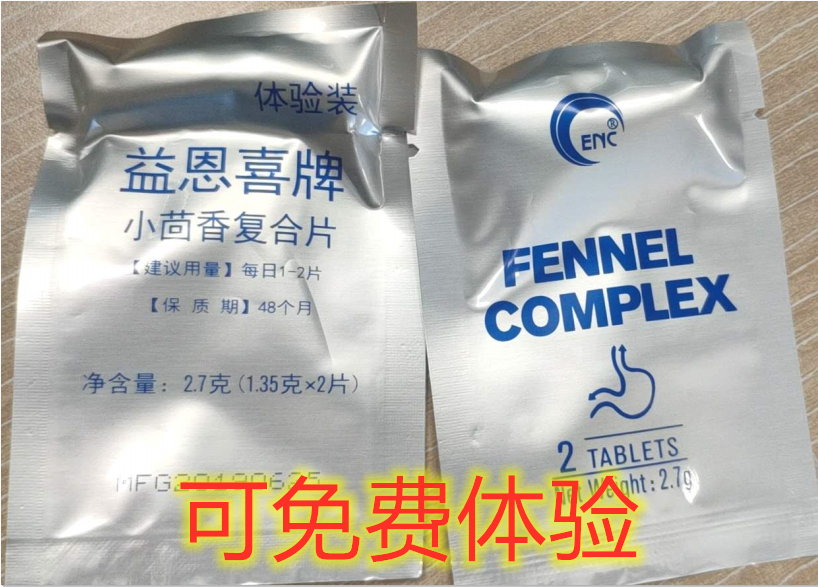 体验装
益恩喜牌
小茴香复合片
【建议用量】每日1-2片
【保 质 期】48个月
净含量：2.7克(1.35克×2片)
MFG20190625
ENC®
FENNEL
COMPLEX
2 TABLETS
Net Weight: 2.7g
可免费体验